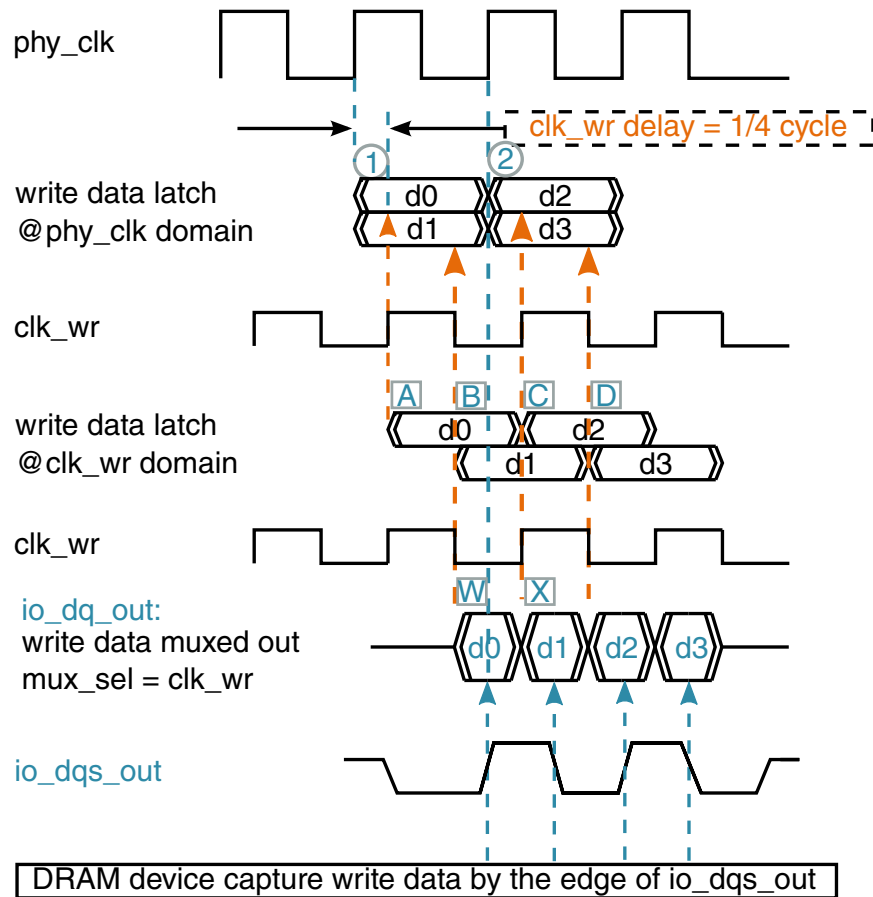 phy_clk
clk_wr delay = 1/4 cycle
1 2
write data latch d0 d2
@phy_clk domain d1 d3
clk_wr
A B C D
write data latch d0 d2
@clk_wr domain d1 d3
clk_wr
W X
io_dq_out:
write data muxed out d0 d1 d2 d3
mux_sel = clk_wr
io_dqs_out
DRAM device capture write data by the edge of io_dqs_out